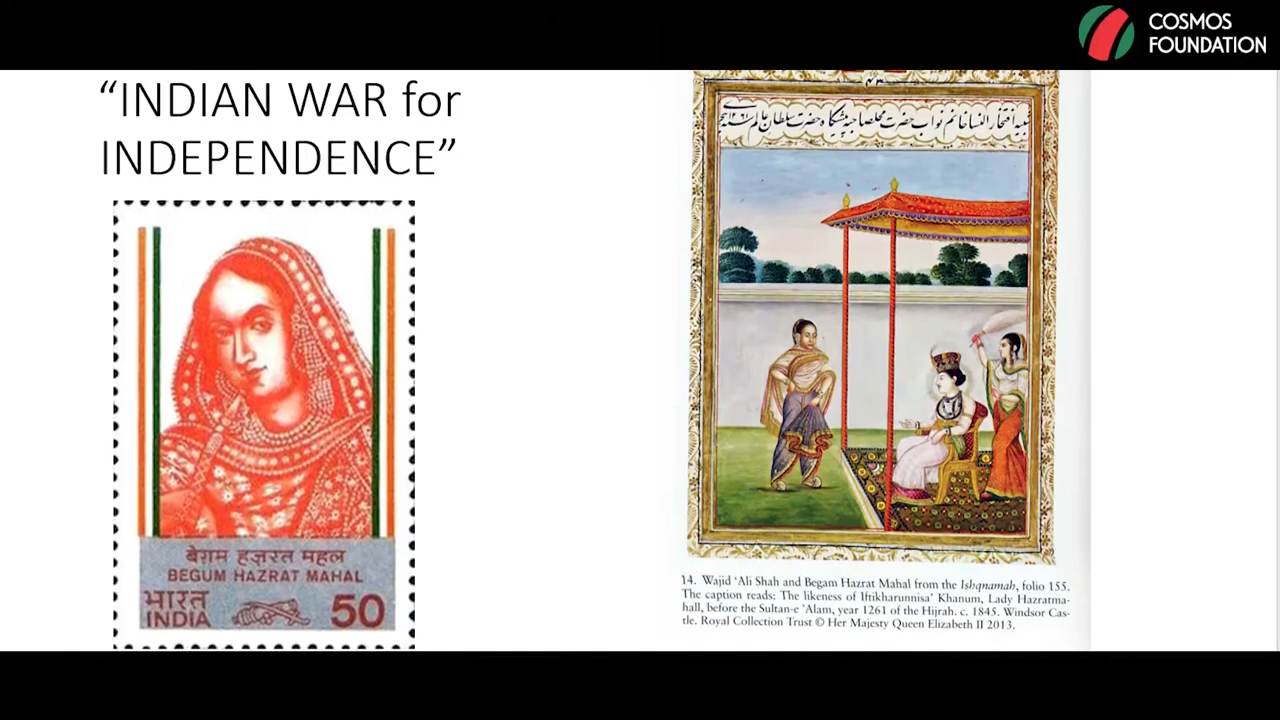 COSMOS
FOUNDATION
“INDIAN WAR for
INDEPENDENCE”
बेगम हज़रत महल
BEGUM HAZRAT MAHAL
भारत
INDIA
50
14. Wajid ‘Ali Shah and Begam Hazrat Mahal from the Ishqnamah, folio 155.
The caption reads: The likeness of Iftikharunnisa’ Khanum, Lady Hazratma-
hall, before the Sultan-e ‘Alam, year 1261 of the Hijrah. c. 1845. Windsor Cas-
tle. Royal Collection Trust © Her Majesty Queen Elizabeth II 2013.